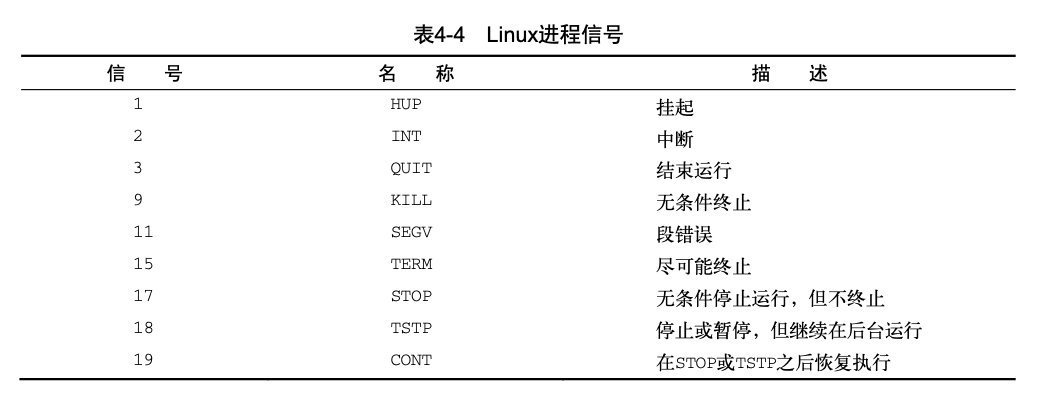 表4-4 Linux进程信号
信 号 名 称 描 述
1 HUP 挂起
2 INT 中断
3 QUIT 结束运行
9 KILL 无条件终止
11 SEGV 段错误
15 TERM 尽可能终止
17 STOP 无条件停止运行，但不终止
18 TSTP 停止或暂停，但继续在后台运行
19 CONT 在STOP或TSTP之后恢复执行